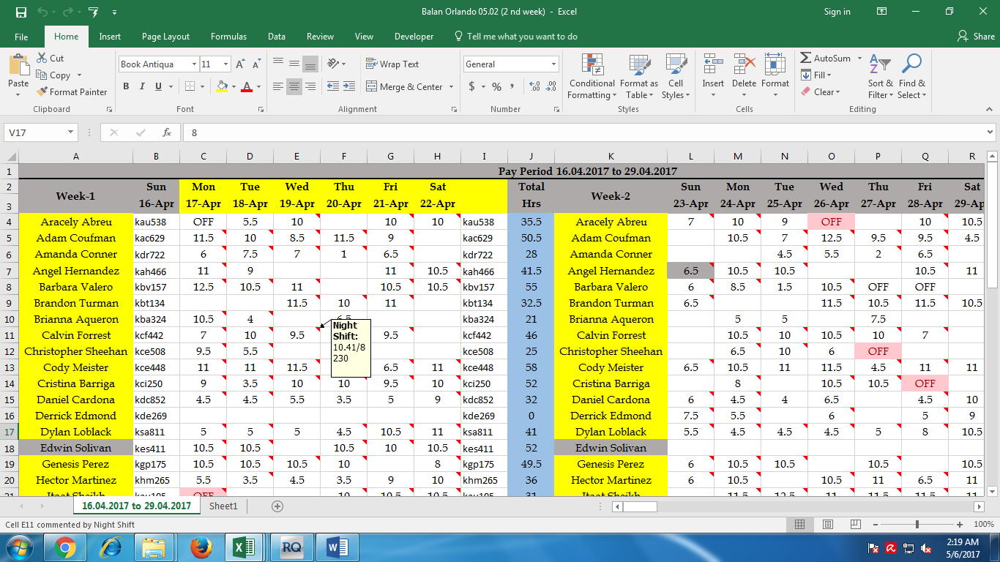 Balan Orlando 05.02 (2 nd week) - Excel
Sign in
File Home Insert Page Layout Formulas Data Review View Developer Tell me what you want to do Share
Paste
Cut
Copy
Format Painter
Clipboard
Book Antiqua 11
B I U
Font
Wrap Text
Merge & Center
Alignment
General
$ % ,
Number
Conditional Formatting
Format as Table
Cell Styles
Styles
Insert Delete Format
Cells
AutoSum
Fill
Clear
Sort & Filter
Find & Select
Editing
V17 fx 8
A B C D E F G H I J K L M N O P Q R
1 Pay Period 16.04.2017 to 29.04.2017
2 Week-1 Sun Mon Tue Wed Thu Fri Sat Total Week-2 Sun Mon Tue Wed Thu Fri Sat
3 16-Apr 17-Apr 18-Apr 19-Apr 20-Apr 21-Apr 22-Apr Hrs 23-Apr 24-Apr 25-Apr 26-Apr 27-Apr 28-Apr 29-Ap
4 Aracely Abreu kau538 OFF 5.5 10 10 10 kau538 35.5 Aracely Abreu 7 10 9 OFF 10 10.5
5 Adam Coufman kac629 11.5 10 8.5 11.5 9 kac629 50.5 Adam Coufman 10.5 7 12.5 9.5 9.5 4.5
6 Amanda Conner kdr722 6 7.5 7 1 6.5 kdr722 28 Amanda Conner 4.5 5.5 2 6.5
7 Angel Hernandez kah466 11 9 11 10.5 kah466 41.5 Angel Hernandez 6.5 10.5 10.5 10.5 11
8 Barbara Valero kbv157 12.5 10.5 11 10.5 10.5 kbv157 55 Barbara Valero 6 8.5 1.5 10.5 OFF OFF
9 Brandon Turman kbt134 11.5 10 11 kbt134 32.5 Brandon Turman 6.5 11.5 10.5 11.5 10.5
10 Brianna Aqueron kba324 10.5 4 6.5 kba324 21 Brianna Aqueron 5 5 7.5
11 Calvin Forrest kcf442 7 10 9.5 9.5 kcf442 46 Calvin Forrest 10.5 10 10.5 10 7
12 Christopher Sheehan kce508 9.5 5.5 kce508 25 Christopher Sheehan 6.5 10 6 OFF
13 Cody Meister kce448 11 11 11.5 6.5 11 kce448 58 Cody Meister 6.5 10.5 11 11.5 4.5 11 11
14 Cristina Barriga kci250 9 3.5 10 10 9.5 10 kci250 52 Cristina Barriga 8 10.5 10.5 OFF
15 Daniel Cardona kdc852 4.5 4.5 5.5 3.5 5 9 kdc852 32 Daniel Cardona 6 4.5 4 6.5 4.5 10
16 Derrick Edmond kde269 kde269 0 Derrick Edmond 7.5 5.5 6 5 9
17 Dylan Loblack ksa811 5 5 5 4.5 10.5 11 ksa811 41 Dylan Loblack 5.5 4.5 4.5 4.5 5 8 10.5
18 Edwin Solivan kes411 10.5 10.5 10.5 10 10.5 kes411 52 Edwin Solivan
19 Genesis Perez kgp175 10.5 10.5 10.5 10 8 kgp175 49.5 Genesis Perez 6 10.5 10.5 10.5 10.5
20 Hector Martinez khm265 5.5 3.5 4.5 3.5 9 10 khm265 36 Hector Martinez 6 10.5 10.5 11 6.5 11
Night
Shift:
10.41/8
230
16.04.2017 to 29.04.2017 Sheet1
Cell E11 commented by Night Shift
100%
RQ
2:19 AM
5/6/2017